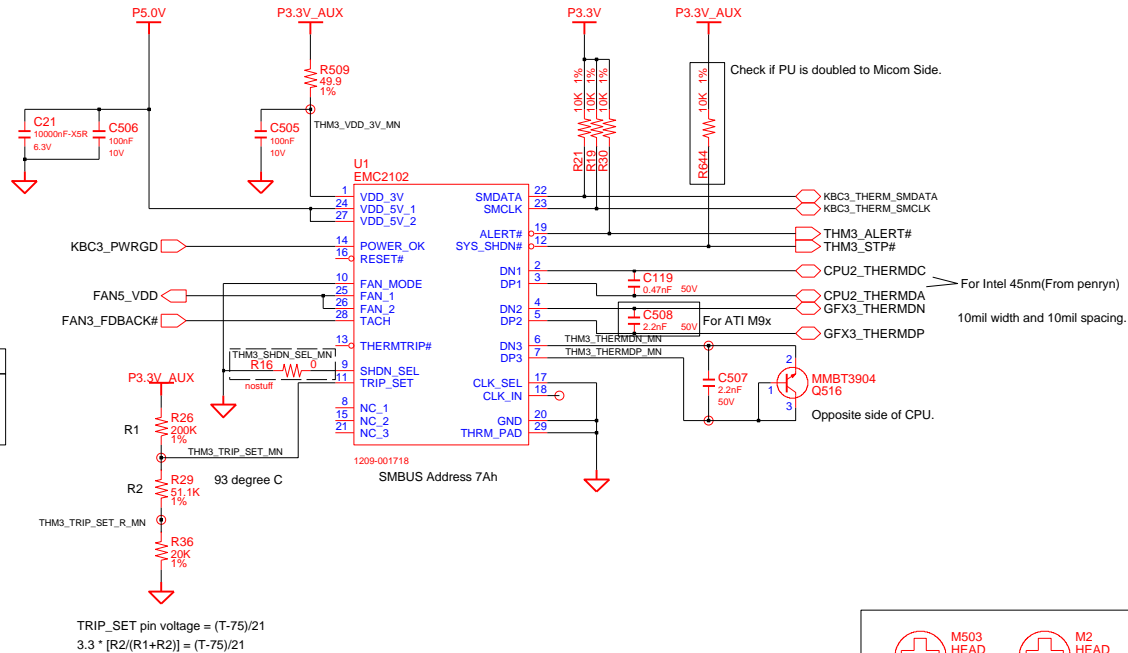 P5.0V
P3.3V_AUX
P3.3V
P3.3V_AUX
R509
49.9
1%
10K 1%
10K 1%
10K 1%
10K 1%
Check if PU is doubled to Micom Side.
C21
10000nF-X5R
6.3V
C506
100nF
10V
C505
100nF
10V
THM3_VDD_3V_MN
R21
R19
R30
R644
U1
EMC2102
1 VDD_3V
24 VDD_5V_1
27 VDD_5V_2
14 POWER_OK
16 RESET#
10 FAN_MODE
25 FAN_1
26 FAN_2
28 TACH
13 THERMTRIP#
9 SHDN_SEL
11 TRIP_SET
8 NC_1
15 NC_2
21 NC_3
SMDATA 22
SMCLK 23
ALERT# 19
SYS_SHDN# 12
DN1 2
DP1 3
DN2 4
DP2 5
DN3 6
DP3 7
CLK_SEL 17
CLK_IN 18
GND 20
THRM_PAD 29
1209-001718
SMBUS Address 7Ah
KBC3_PWRGD
FAN5_VDD
FAN3_FDBACK#
THM3_SHDN_SEL_MN
R16 0
nostuff
KBC3_THERM_SMDATA
KBC3_THERM_SMCLK
THM3_ALERT#
THM3_STP#
CPU2_THERMDC
CPU2_THERMDA
GFX3_THERMDN
GFX3_THERMDP
For Intel 45nm(From penryn)
10mil width and 10mil spacing.
C119
0.47nF 50V
C508
2.2nF 50V
For ATI M9x
THM3_THERMDN_MN
THM3_THERMDP_MN
C507
2.2nF
50V
2
1
3
MMBT3904
Q516
Opposite side of CPU.
P3.3V_AUX
R1
R26
200K
1%
THM3_TRIP_SET_MN
93 degree C
R2
R29
51.1K
1%
THM3_TRIP_SET_R_MN
R36
20K
1%
TRIP_SET pin voltage = (T-75)/21
3.3 * [R2/(R1+R2)] = (T-75)/21
M503
HEAD
M2
HEAD